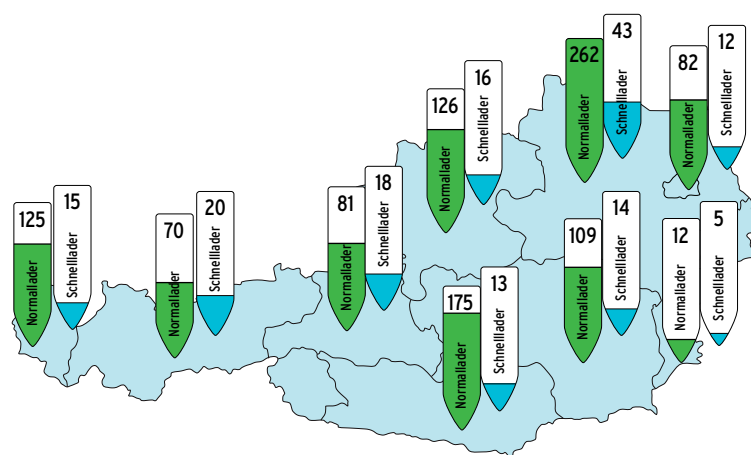 125
Normallader
15
Schnelllader
70
Normallader
20
Schnelllader
81
Normallader
18
Schnelllader
126
Normallader
16
Schnelllader
262
Normallader
43
Schnelllader
82
Normallader
12
Schnelllader
175
Normallader
13
Schnelllader
109
Normallader
14
Schnelllader
12
Normallader
5
Schnelllader